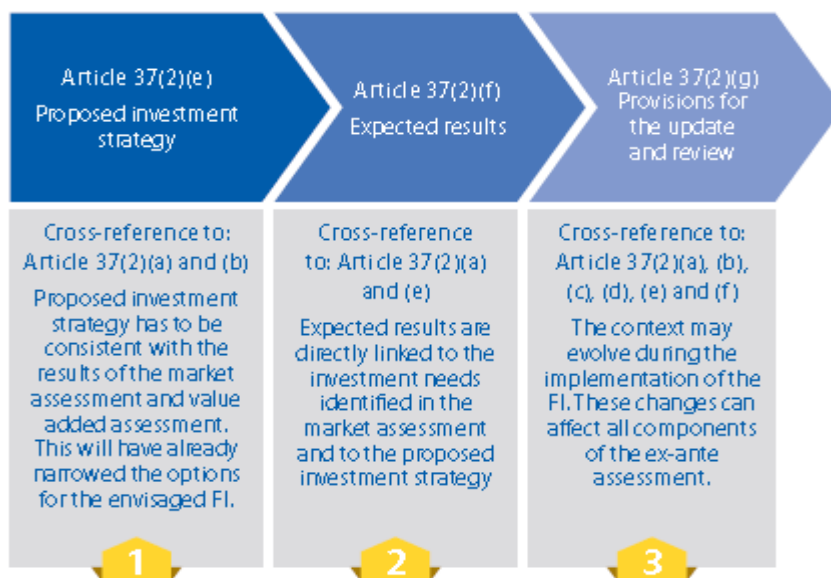 Article 37(2)(e)
Proposed investment
strategy
Article 37(2)(f)
Expected results
Article 37(2)(g)
Provisions for
the update
and review
Cross-reference to:
Article 37(2)(a) and (b)
Proposed investment
strategy has to be
consistent with the
results of the market
assessment and value
added assessment.
This will have already
narrowed the options
for the envisaged FI.
1
Cross-reference
to: Article 37(2)(a)
and (e)
Expected results are
directly linked to the
investment needs
identified in the
market assessment
and to the proposed
investment strategy
2
Cross-reference to:
Article 37(2)(a), (b),
(c), (d), (e) and (f)
The context may
evolve during the
implementation of the
FI. These changes can
affect all components
of the ex-ante
assessment.
3